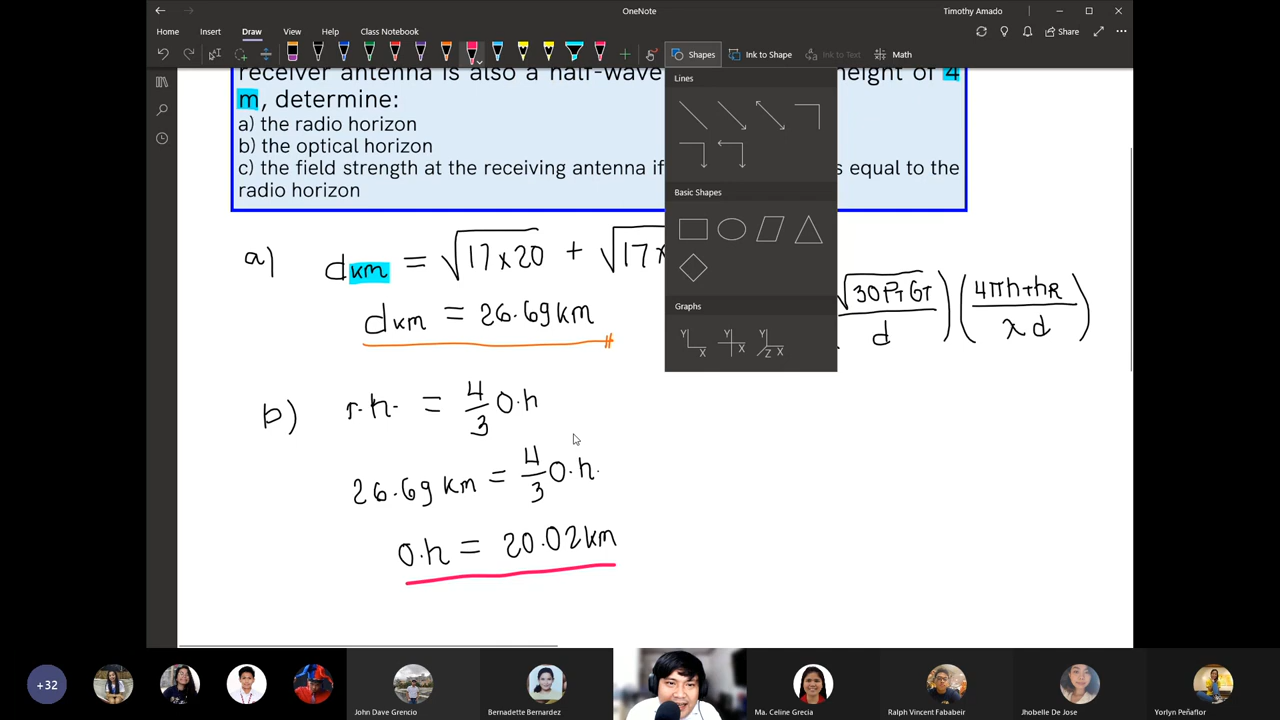 OneNote
Timothy Amado
Home Insert Draw View Help Class Notebook
Share
Shapes Ink to Shape Ink to Text Math
receiver antenna is also a half-wave height of 4
m, determine:
a) the radio horizon
b) the optical horizon
c) the field strength at the receiving antenna if s equal to the
radio horizon
Lines
Basic Shapes
Graphs
Y X Y X Y Z X
a) dkm = √17x20 + √17x
dkm = 26.69km
√30PTGT/d) (4πhThR/λd)
b) r.h. = 4/3 O.h
26.69 km = 4/3 O.h.
O.h = 20.02km
+32
John Dave Grencio
Bernadette Bernardez
Ma. Celine Grecia
Ralph Vincent Fababeir
Jhobelle De Jose
Yorlyn Peñaflor